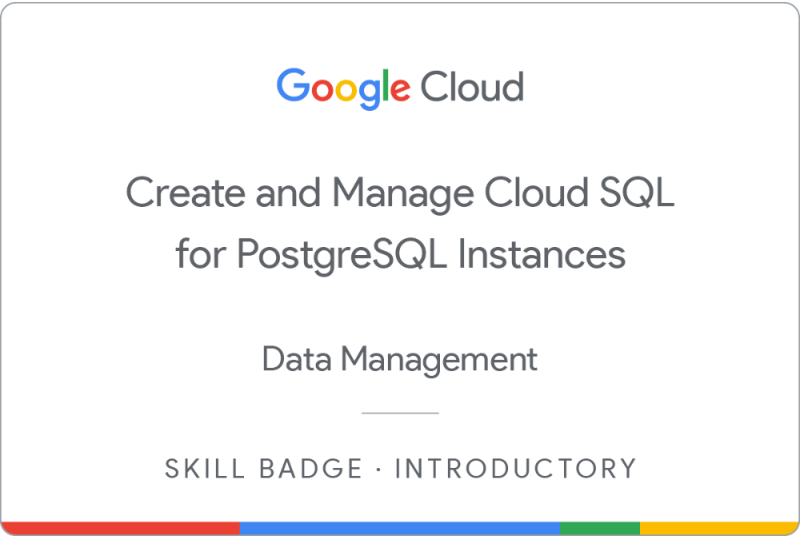 Google Cloud
Create and Manage Cloud SQL
for PostgreSQL Instances
Data Management
SKILL BADGE · INTRODUCTORY